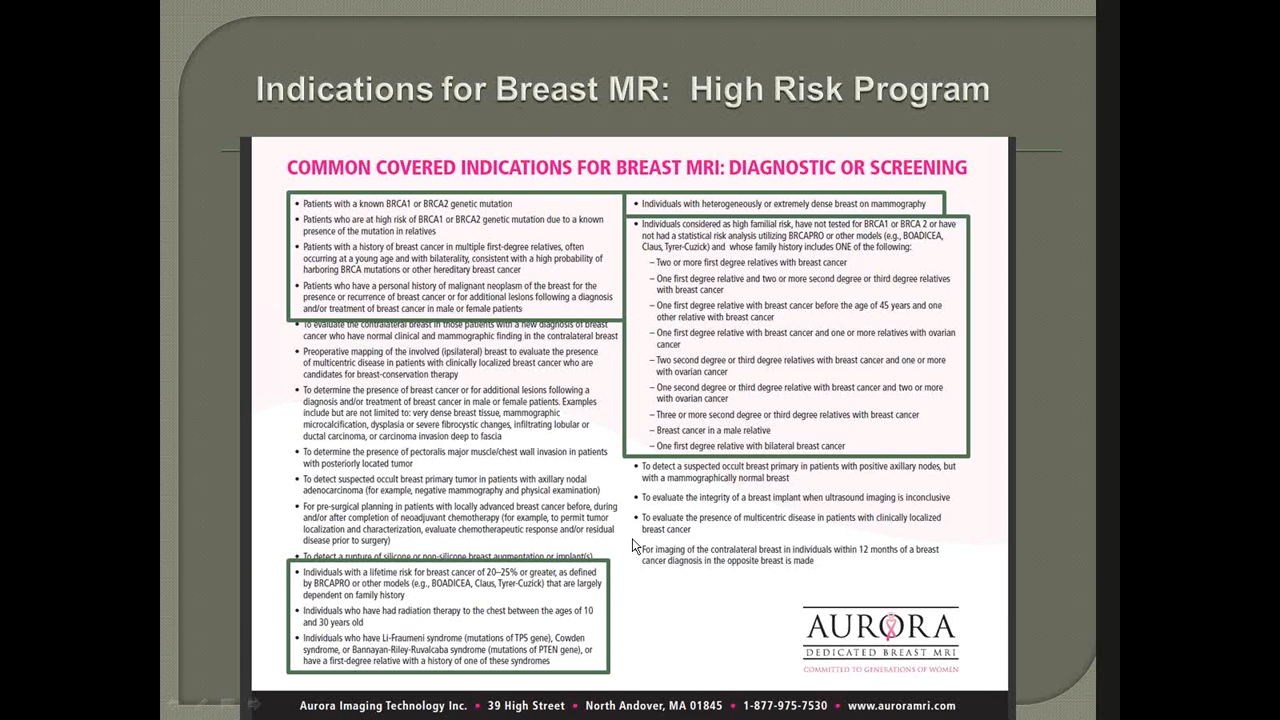 Indications for Breast MR: High Risk Program
COMMON COVERED INDICATIONS FOR BREAST MRI: DIAGNOSTIC OR SCREENING
• Patients with a known BRCA1 or BRCA2 genetic mutation
• Patients who are at high risk of BRCA1 or BRCA2 genetic mutation due to a known
presence of the mutation in relatives
• Patients with a history of breast cancer in multiple first-degree relatives, often
occurring at a young age and with bilaterality, consistent with a high probability of
harboring BRCA mutations or other hereditary breast cancer
• Patients who have a personal history of malignant neoplasm of the breast for the
presence or recurrence of breast cancer or for additional lesions following a diagnosis
and/or treatment of breast cancer in male or female patients
• To evaluate the contralateral breast in those patients with a new diagnosis of breast
cancer who have normal clinical and mammographic finding in the contralateral breast
• Preoperative mapping of the involved (ipsilateral) breast to evaluate the presence
of multicentric disease in patients with clinically localized breast cancer who are
candidates for breast-conservation therapy
• To determine the presence of breast cancer or for additional lesions following a
diagnosis and/or treatment of breast cancer in male or female patients. Examples
include but are not limited to: very dense breast tissue, mammographic
microcalcification, dysplasia or severe fibrocystic changes, infiltrating lobular or
ductal carcinoma, or carcinoma invasion deep to fascia
• To determine the presence of pectoralis major muscle/chest wall invasion in patients
with posteriorly located tumor
• To detect suspected occult breast primary tumor in patients with axillary nodal
adenocarcinoma (for example, negative mammography and physical examination)
• For pre-surgical planning in patients with locally advanced breast cancer before, during
and/or after completion of neoadjuvant chemotherapy (for example, to permit tumor
localization and characterization, evaluate chemotherapeutic response and/or residual
disease prior to surgery)
• To detect a rupture of silicone or non-silicone breast augmentation or implant(s)
• Individuals with a lifetime risk for breast cancer of 20–25% or greater, as defined
by BRCAPRO or other models (e.g., BOADICEA, Claus, Tyrer-Cuzick) that are largely
dependent on family history
• Individuals who have had radiation therapy to the chest between the ages of 10
and 30 years old
• Individuals who have Li-Fraumeni syndrome (mutations of TP5 gene), Cowden
syndrome, or Bannayan-Riley-Ruvalcaba syndrome (mutations of PTEN gene), or
have a first-degree relative with a history of one of these syndromes
• Individuals with heterogeneously or extremely dense breast on mammography
• Individuals considered as high familial risk, have not tested for BRCA1 or BRCA 2 or have
not had a statistical risk analysis utilizing BRCAPRO or other models (e.g., BOADICEA,
Claus, Tyrer-Cuzick) and whose family history includes ONE of the following:
– Two or more first degree relatives with breast cancer
– One first degree relative and two or more second degree or third degree relatives
with breast cancer
– One first degree relative with breast cancer before the age of 45 years and one
other relative with breast cancer
– One first degree relative with breast cancer and one or more relatives with ovarian
cancer
– Two second degree or third degree relatives with breast cancer and one or more
with ovarian cancer
– One second degree or third degree relative with breast cancer and two or more
with ovarian cancer
– Three or more second degree or third degree relatives with breast cancer
– Breast cancer in a male relative
– One first degree relative with bilateral breast cancer
• To detect a suspected occult breast primary in patients with positive axillary nodes, but
with a mammographically normal breast
• To evaluate the integrity of a breast implant when ultrasound imaging is inconclusive
• To evaluate the presence of multicentric disease in patients with clinically localized
breast cancer
For imaging of the contralateral breast in individuals within 12 months of a breast
cancer diagnosis in the opposite breast is made
AURORA
DEDICATED BREAST MRI
COMMITTED TO GENERATIONS OF WOMEN
Aurora Imaging Technology Inc. • 39 High Street • North Andover, MA 01845 • 1-877-975-7530 • www.auroramri.com